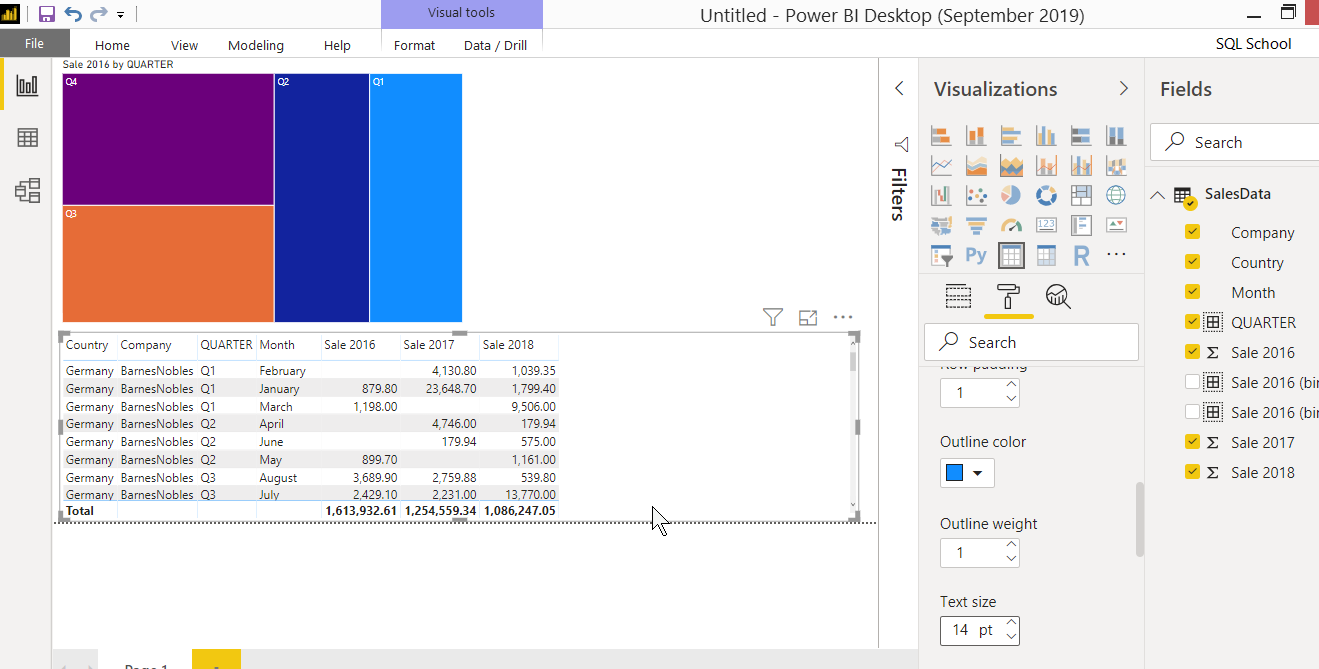 Visual tools
Untitled - Power BI Desktop (September 2019)
File Home View Modeling Help Format Data / Drill
SQL School
Sale 2016 by QUARTER
Q4 Q2 Q1
Q3
Filters
Country Company QUARTER Month Sale 2016 Sale 2017 Sale 2018
Germany BarnesNobles Q1 February 4,130.80 1,039.35
Germany BarnesNobles Q1 January 879.80 23,648.70 1,799.40
Germany BarnesNobles Q1 March 1,198.00 9,506.00
Germany BarnesNobles Q2 April 4,746.00 179.94
Germany BarnesNobles Q2 June 179.94 575.00
Germany BarnesNobles Q2 May 899.70 1,161.00
Germany BarnesNobles Q3 August 3,689.90 2,759.88 539.80
Germany BarnesNobles Q3 July 2,429.10 2,231.00 13,770.00
Total 1,613,932.61 1,254,559.34 1,086,247.05
Page 1
Visualizations
123
Py
R
Search
Row padding
1
Outline color
Outline weight
1
Text size
14 pt
Fields
Search
SalesData
Company
Country
Month
QUARTER
Sale 2016
Sale 2016 (bin
Sale 2016 (bin
Sale 2017
Sale 2018